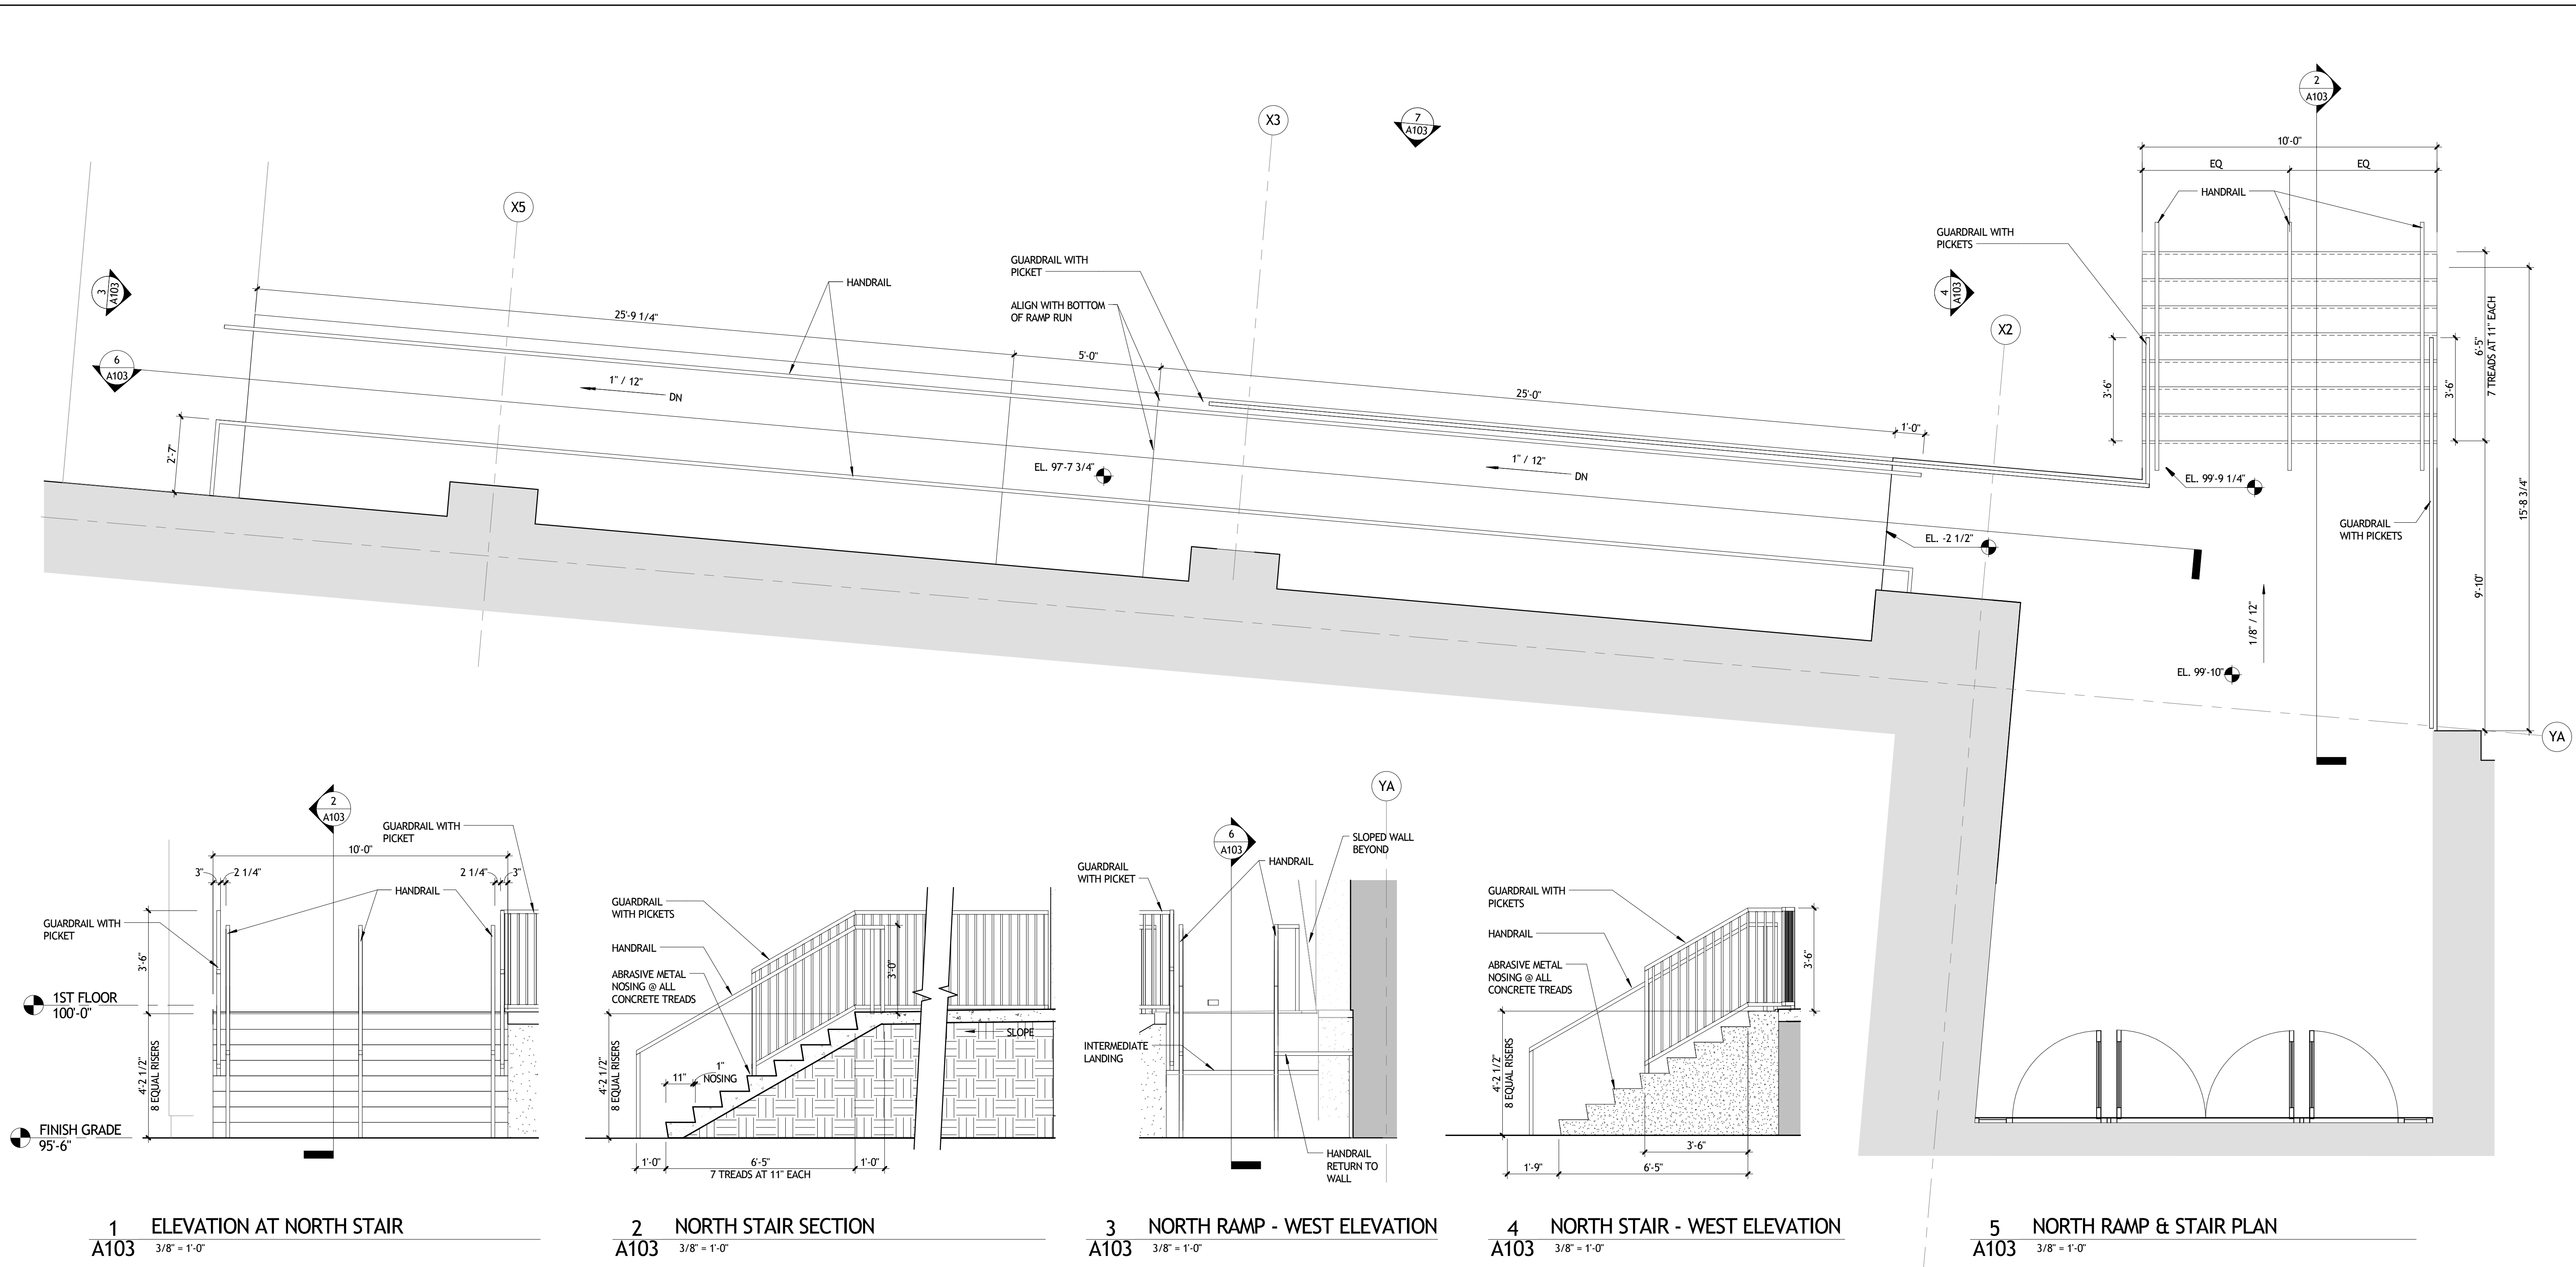 2
A103
X3
7
A103
10'-0"
EQ
EQ
HANDRAIL
X5
GUARDRAIL WITH
PICKETS
GUARDRAIL WITH
PICKET
3
A103
HANDRAIL
4
A103
ALIGN WITH BOTTOM
OF RAMP RUN
25'-9 1/4"
X2
5'-0"
6
A103
1" / 12"
DN
25'-0"
1'-0"
3'-6"
3'-6"
6'-5"
7 TREADS AT 11" EACH
2'-7"
EL. 97'-7 3/4"
1" / 12"
DN
EL. 99'-9 1/4"
15'-8 3/4"
GUARDRAIL
WITH PICKETS
EL. -2 1/2"
9'-10"
1/8" / 12"
EL. 99'-10"
YA
2
A103
GUARDRAIL WITH
PICKET
10'-0"
3"
2 1/4"
2 1/4"
3"
HANDRAIL
GUARDRAIL WITH
PICKET
3'-6"
1ST FLOOR
100'-0"
4'-2 1/2"
8 EQUAL RISERS
FINISH GRADE
95'-6"
GUARDRAIL
WITH PICKETS
HANDRAIL
ABRASIVE METAL
NOSING @ ALL
CONCRETE TREADS
3'-0"
SLOPE
4'-2 1/2"
8 EQUAL RISERS
11"
1"
NOSING
1'-0"
6'-5"
7 TREADS AT 11" EACH
1'-0"
YA
6
A103
SLOPED WALL
BEYOND
GUARDRAIL
WITH PICKET
HANDRAIL
INTERMEDIATE
LANDING
HANDRAIL
RETURN TO
WALL
GUARDRAIL WITH
PICKETS
HANDRAIL
ABRASIVE METAL
NOSING @ ALL
CONCRETE TREADS
3'-6"
4'-2 1/2"
8 EQUAL RISERS
3'-6"
1'-9"
6'-5"
1 ELEVATION AT NORTH STAIR
A103 3/8" = 1'-0"
2 NORTH STAIR SECTION
A103 3/8" = 1'-0"
3 NORTH RAMP - WEST ELEVATION
A103 3/8" = 1'-0"
4 NORTH STAIR - WEST ELEVATION
A103 3/8" = 1'-0"
5 NORTH RAMP & STAIR PLAN
A103 3/8" = 1'-0"